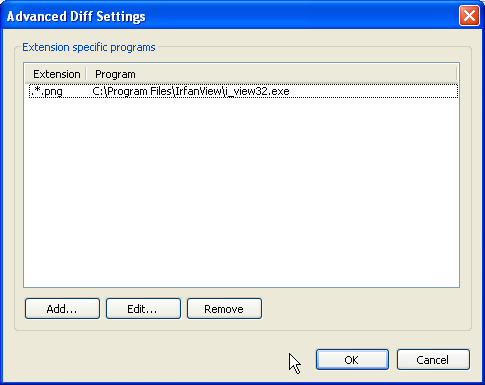 Advanced Diff Settings
Extension specific programs
Extension Program
.*.png C:\Program Files\IrfanView\i_view32.exe
Add... Edit... Remove
OK Cancel